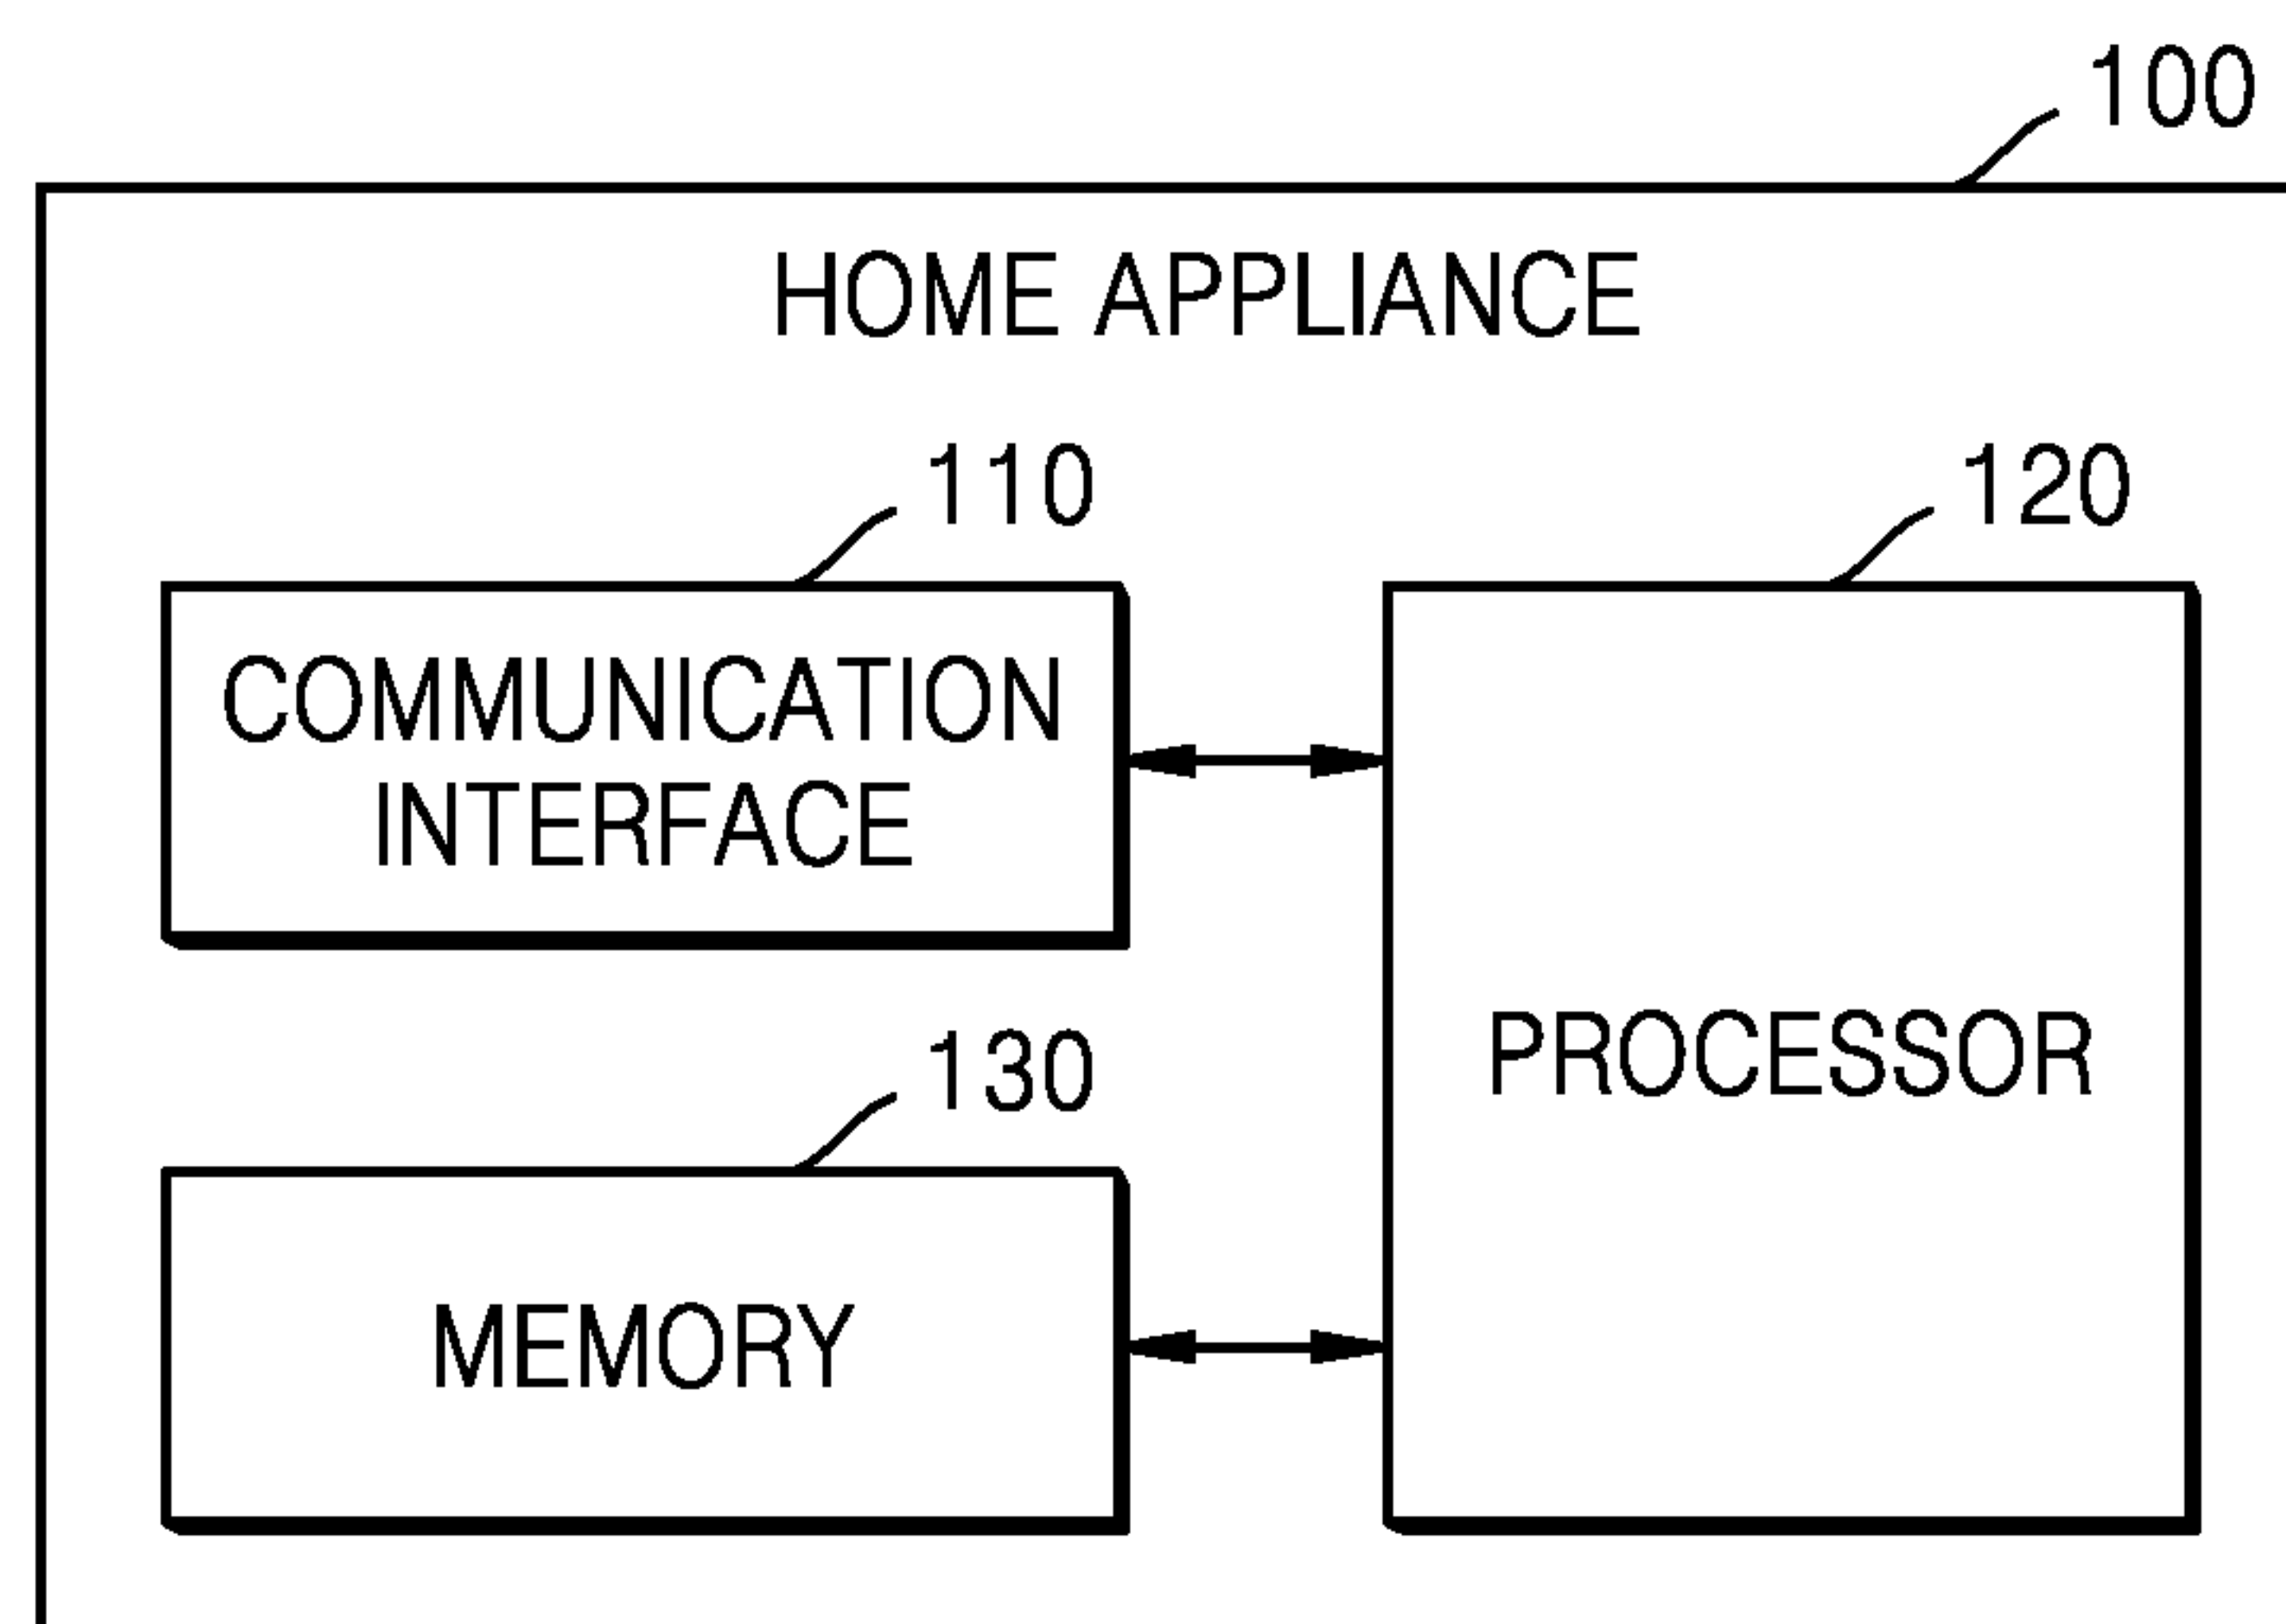 100
HOME APPLIANCE
110
120
COMMUNICATION
INTERFACE
130
PROCESSOR
MEMORY